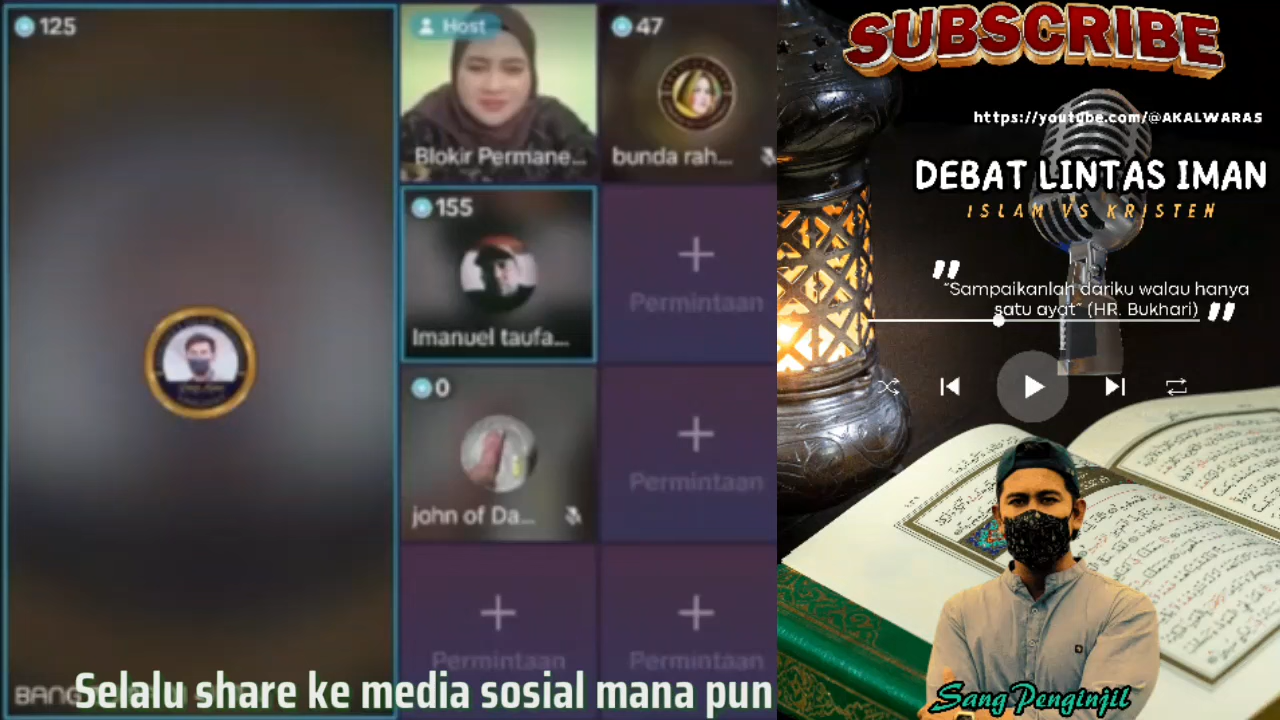 125
Host
Blokir Permane...
47
bunda rah...
155
Imanuel taufa...
Permintaan
0
john of Da...
Permintaan
Permintaan
Permintaan
BANG
Selalu share ke media sosial mana pun
SUBSCRIBE
https://youtube.com/@AKALWARAS
DEBAT LINTAS IMAN
ISLAM VS KRISTEN
"Sampaikanlah dariku walau hanya
satu ayat" (HR. Bukhari)
Sang Penginjil